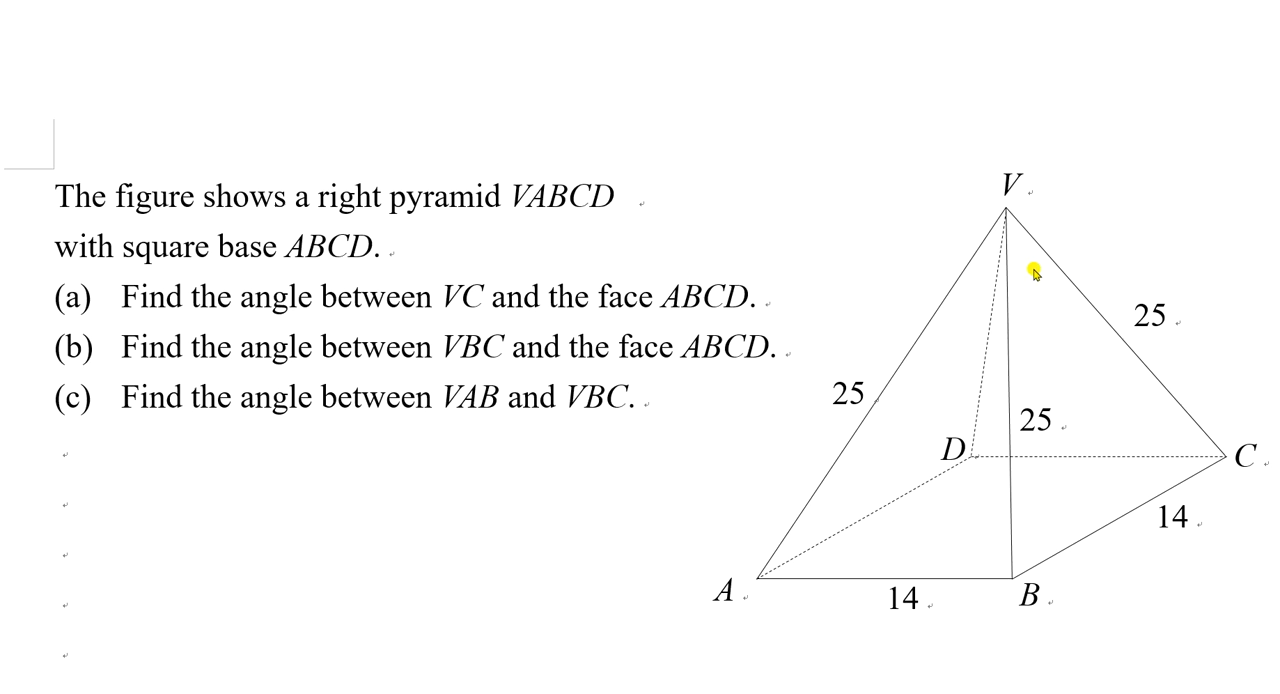 The figure shows a right pyramid VABCD
with square base ABCD.
(a) Find the angle between VC and the face ABCD.
(b) Find the angle between VBC and the face ABCD.
(c) Find the angle between VAB and VBC.
V
25
25
25
D
C
14
A
14
B